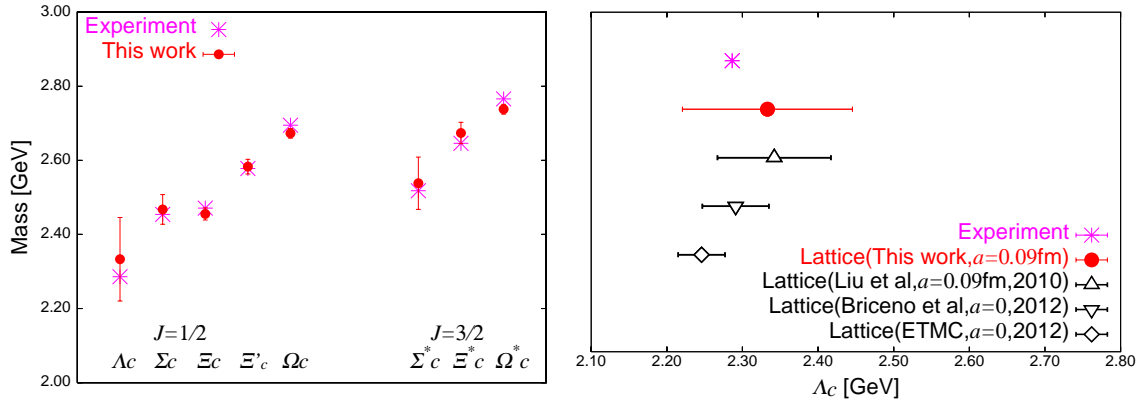 3.00
2.80
2.60
2.40
2.20
2.00
Mass [GeV]
Experiment
This work
J=1/2
J=3/2
Λc Σc Ξc Ξ'c Ωc Σ*c Ξ*c Ω*c
Experiment
Lattice(This work,a=0.09fm)
Lattice(Liu et al,a=0.09fm,2010)
Lattice(Briceno et al,a=0,2012)
Lattice(ETMC,a=0,2012)
2.10 2.20 2.30 2.40 2.50 2.60 2.70 2.80
Λc [GeV]